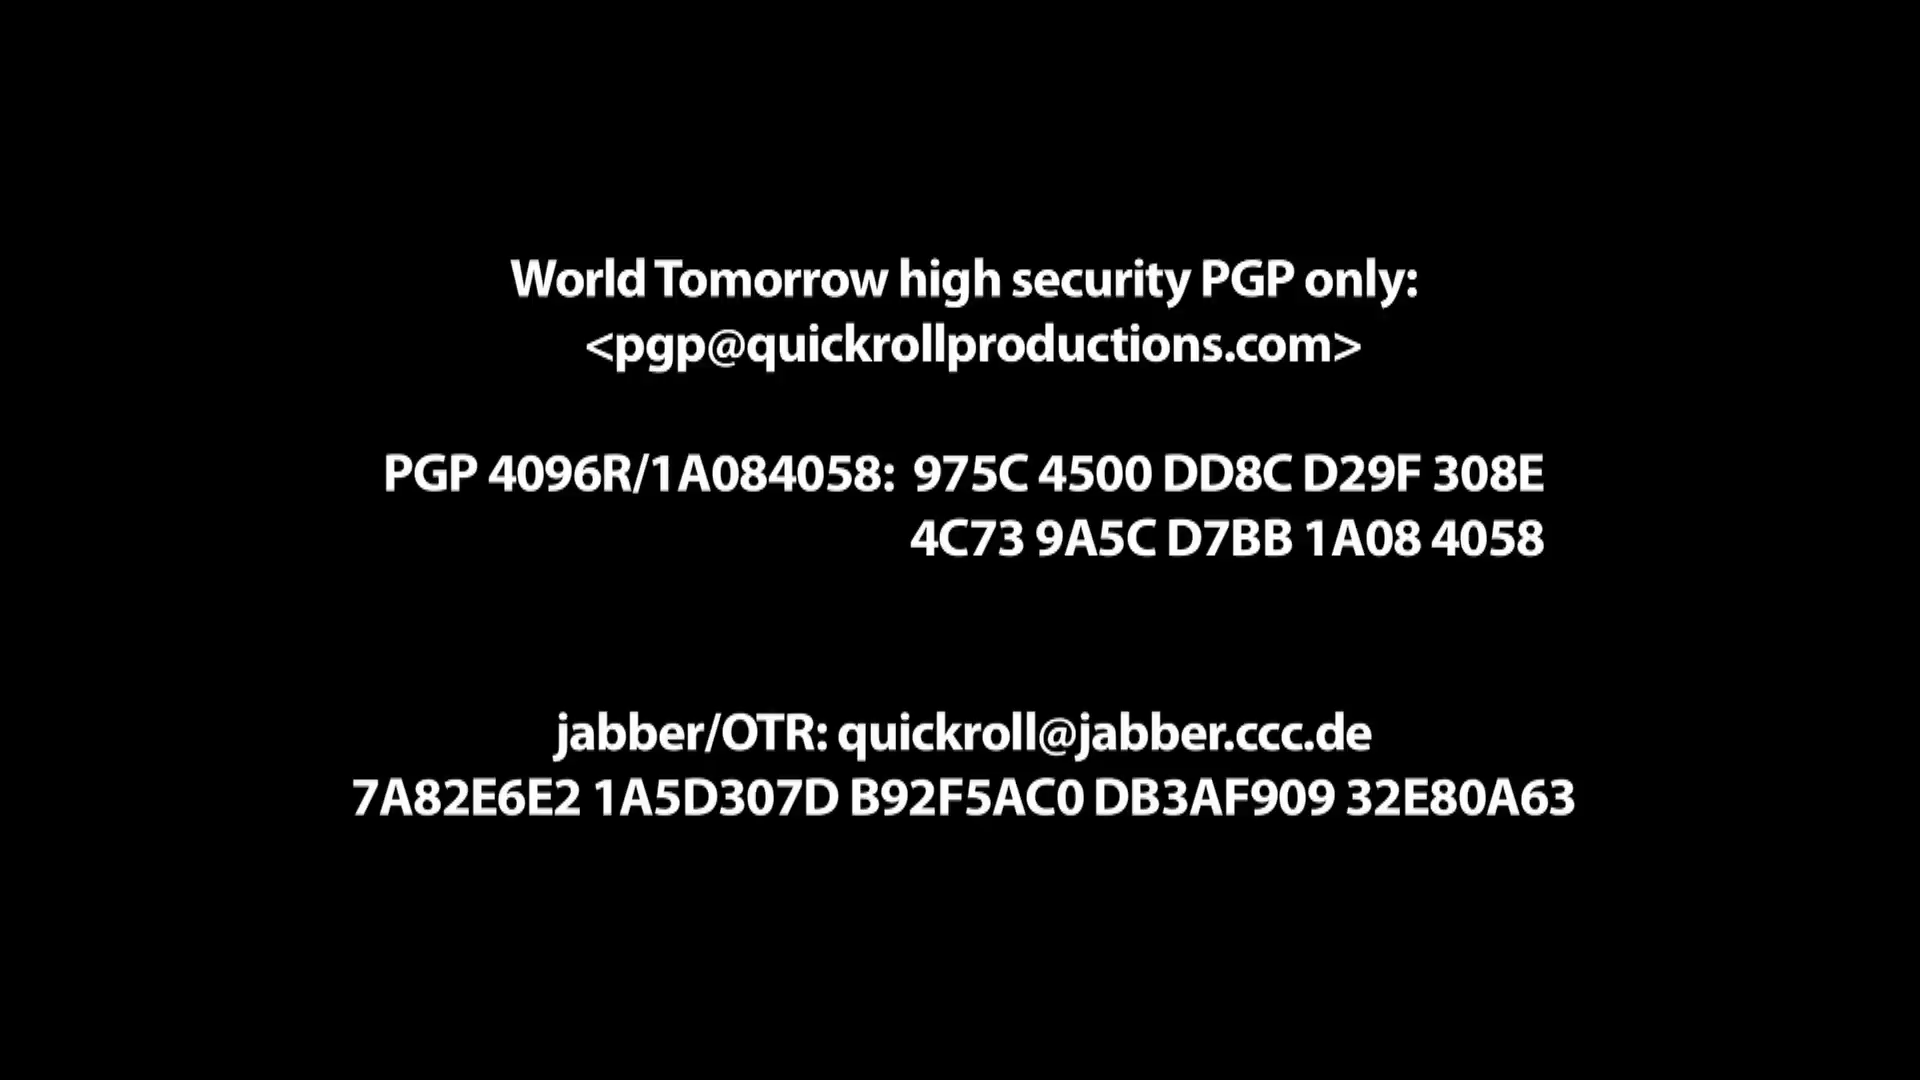 World Tomorrow high security PGP only:
<pgp@quickrollproductions.com>
PGP 4096R/1A084058: 975C 4500 DD8C D29F 308E
4C73 9A5C D7BB 1A08 4058
jabber/OTR: quickroll@jabber.ccc.de
7A82E6E2 1A5D307D B92F5AC0 DB3AF909 32E80A63